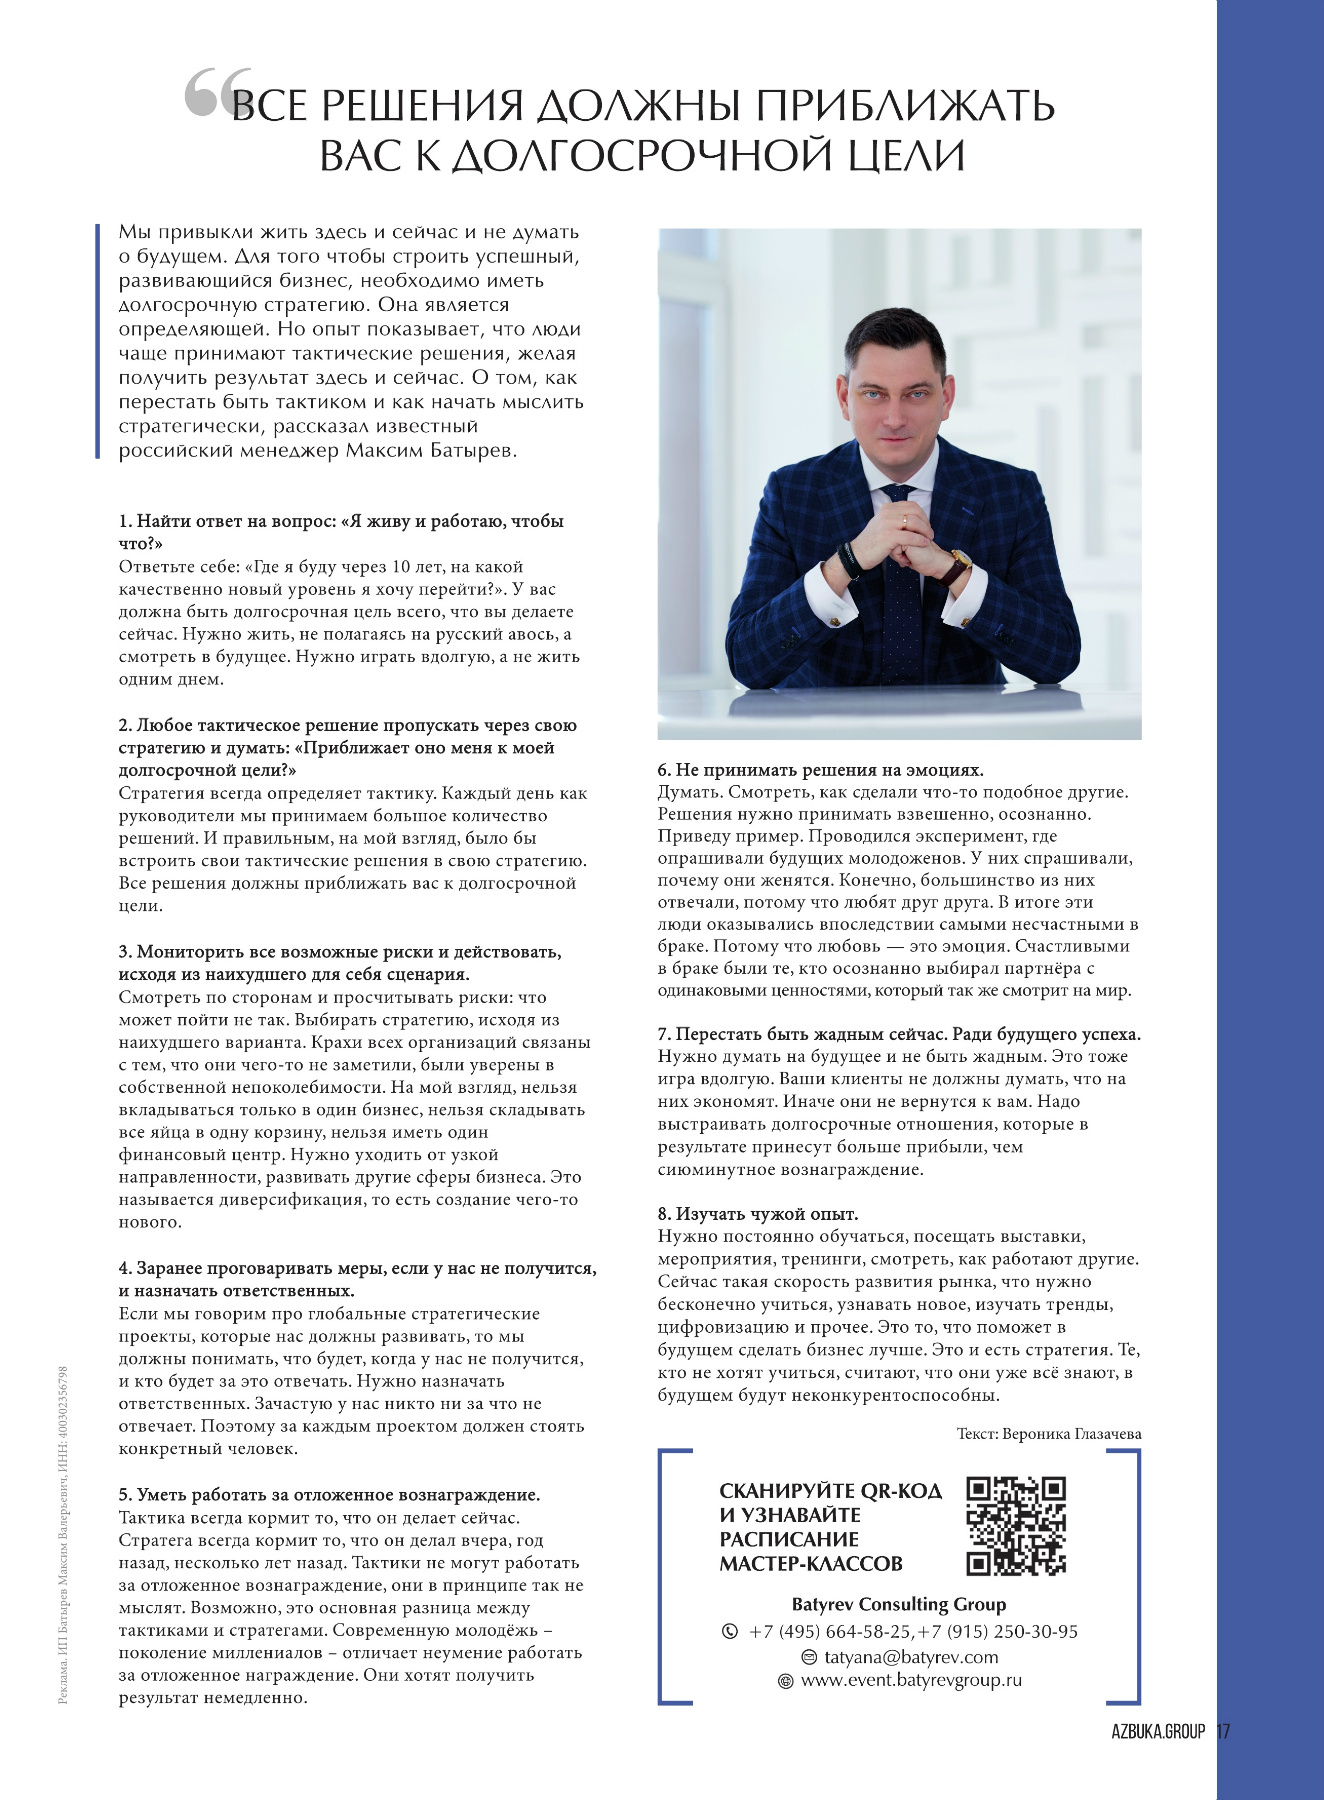 “ВСЕ РЕШЕНИЯ ДОЛЖНЫ ПРИБЛИЖАТЬ
ВАС К ДОЛГОСРОЧНОЙ ЦЕЛИ
Мы привыкли жить здесь и сейчас и не думать
о будущем. Для того чтобы строить успешный,
развивающийся бизнес, необходимо иметь
долгосрочную стратегию. Она является
определяющей. Но опыт показывает, что люди
чаще принимают тактические решения, желая
получить результат здесь и сейчас. О том, как
перестать быть тактиком и как начать мыслить
стратегически, рассказал известный
российский менеджер Максим Батырев.
1. Найти ответ на вопрос: «Я живу и работаю, чтобы
что?»
Ответьте себе: «Где я буду через 10 лет, на какой
качественно новый уровень я хочу перейти?». У вас
должна быть долгосрочная цель всего, что вы делаете
сейчас. Нужно жить, не полагаясь на русский авось, а
смотреть в будущее. Нужно играть вдолгую, а не жить
одним днем.
2. Любое тактическое решение пропускать через свою
стратегию и думать: «Приближает оно меня к моей
долгосрочной цели?»
Стратегия всегда определяет тактику. Каждый день как
руководители мы принимаем большое количество
решений. И правильным, на мой взгляд, было бы
встроить свои тактические решения в свою стратегию.
Все решения должны приближать вас к долгосрочной
цели.
3. Мониторить все возможные риски и действовать,
исходя из наихудшего для себя сценария.
Смотреть по сторонам и просчитывать риски: что
может пойти не так. Выбирать стратегию, исходя из
наихудшего варианта. Крахи всех организаций связаны
с тем, что они чего-то не заметили, были уверены в
собственной непоколебимости. На мой взгляд, нельзя
вкладываться только в один бизнес, нельзя складывать
все яйца в одну корзину, нельзя иметь один
финансовый центр. Нужно уходить от узкой
направленности, развивать другие сферы бизнеса. Это
называется диверсификация, то есть создание чего-то
нового.
4. Заранее проговаривать меры, если у нас не получится,
и назначать ответственных.
Если мы говорим про глобальные стратегические
проекты, которые нас должны развивать, то мы
должны понимать, что будет, когда у нас не получится,
и кто будет за это отвечать. Нужно назначать
ответственных. Зачастую у нас никто ни за что не
отвечает. Поэтому за каждым проектом должен стоять
конкретный человек.
5. Уметь работать за отложенное вознаграждение.
Тактика всегда кормит то, что он делает сейчас.
Стратега всегда кормит то, что он делал вчера, год
назад, несколько лет назад. Тактики не могут работать
за отложенное вознаграждение, они в принципе так не
мыслят. Возможно, это основная разница между
тактиками и стратегами. Современную молодёжь –
поколение миллениалов – отличает неумение работать
за отложенное награждение. Они хотят получить
результат немедленно.
6. Не принимать решения на эмоциях.
Думать. Смотреть, как сделали что-то подобное другие.
Решения нужно принимать взвешенно, осознанно.
Приведу пример. Проводился эксперимент, где
опрашивали будущих молодоженов. У них спрашивали,
почему они женятся. Конечно, большинство из них
отвечали, потому что любят друг друга. В итоге эти
люди оказывались впоследствии самыми несчастными в
браке. Потому что любовь — это эмоция. Счастливыми
в браке были те, кто осознанно выбирал партнёра с
одинаковыми ценностями, который так же смотрит на мир.
7. Перестать быть жадным сейчас. Ради будущего успеха.
Нужно думать на будущее и не быть жадным. Это тоже
игра вдолгую. Ваши клиенты не должны думать, что на
них экономят. Иначе они не вернутся к вам. Надо
выстраивать долгосрочные отношения, которые в
результате принесут больше прибыли, чем
сиюминутное вознаграждение.
8. Изучать чужой опыт.
Нужно постоянно обучаться, посещать выставки,
мероприятия, тренинги, смотреть, как работают другие.
Сейчас такая скорость развития рынка, что нужно
бесконечно учиться, узнавать новое, изучать тренды,
цифровизацию и прочее. Это то, что поможет в
будущем сделать бизнес лучше. Это и есть стратегия. Те,
кто не хотят учиться, считают, что они уже всё знают, в
будущем будут неконкурентоспособны.
Текст: Вероника Глазачева
СКАНИРУЙТЕ QR-КОД
И УЗНАВАЙТЕ
РАСПИСАНИЕ
МАСТЕР-КЛАССОВ
Batyrev Consulting Group
+7 (495) 664-58-25,+7 (915) 250-30-95
tatyana@batyrev.com
www.event.batyrevgroup.ru
Реклама. ИП Батырев Максим Валерьевич, ИНН: 400302356798
AZBUKA.GROUP 17